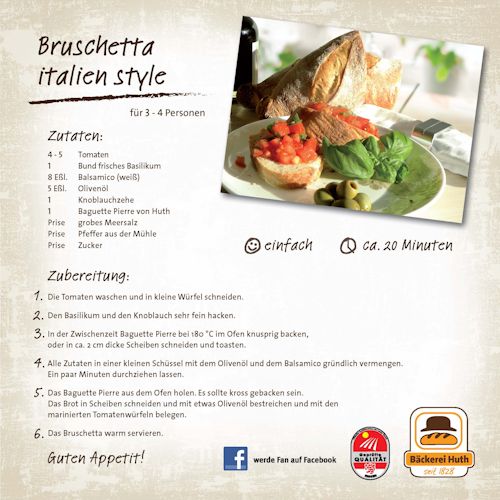 Bruschetta
italien style
für 3 - 4 Personen
Zutaten:
4 - 5 Tomaten
1 Bund frisches Basilikum
8 Eßl. Balsamico (weiß)
5 Eßl. Olivenöl
1 Knoblauchzehe
1 Baguette Pierre von Huth
Prise grobes Meersalz
Prise Pfeffer aus der Mühle
Prise Zucker
einfach
ca. 20 Minuten
Zubereitung:
1. Die Tomaten waschen und in kleine Würfel schneiden.
2. Den Basilikum und den Knoblauch sehr fein hacken.
3. In der Zwischenzeit Baguette Pierre bei 180 °C im Ofen knusprig backen,
oder in ca. 2 cm dicke Scheiben schneiden und toasten.
4. Alle Zutaten in einer kleinen Schüssel mit dem Olivenöl und dem Balsamico gründlich vermengen.
Ein paar Minuten durchziehen lassen.
5. Das Baguette Pierre aus dem Ofen holen. Es sollte kross gebacken sein.
Das Brot in Scheiben schneiden und mit etwas Olivenöl bestreichen und mit den
marinierten Tomatenwürfeln belegen.
6. Das Bruschetta warm servieren.
Guten Appetit!
f
werde Fan auf Facebook
Geprüfte
QUALITÄT
HESSEN
Bäckerei Huth
seit 1828